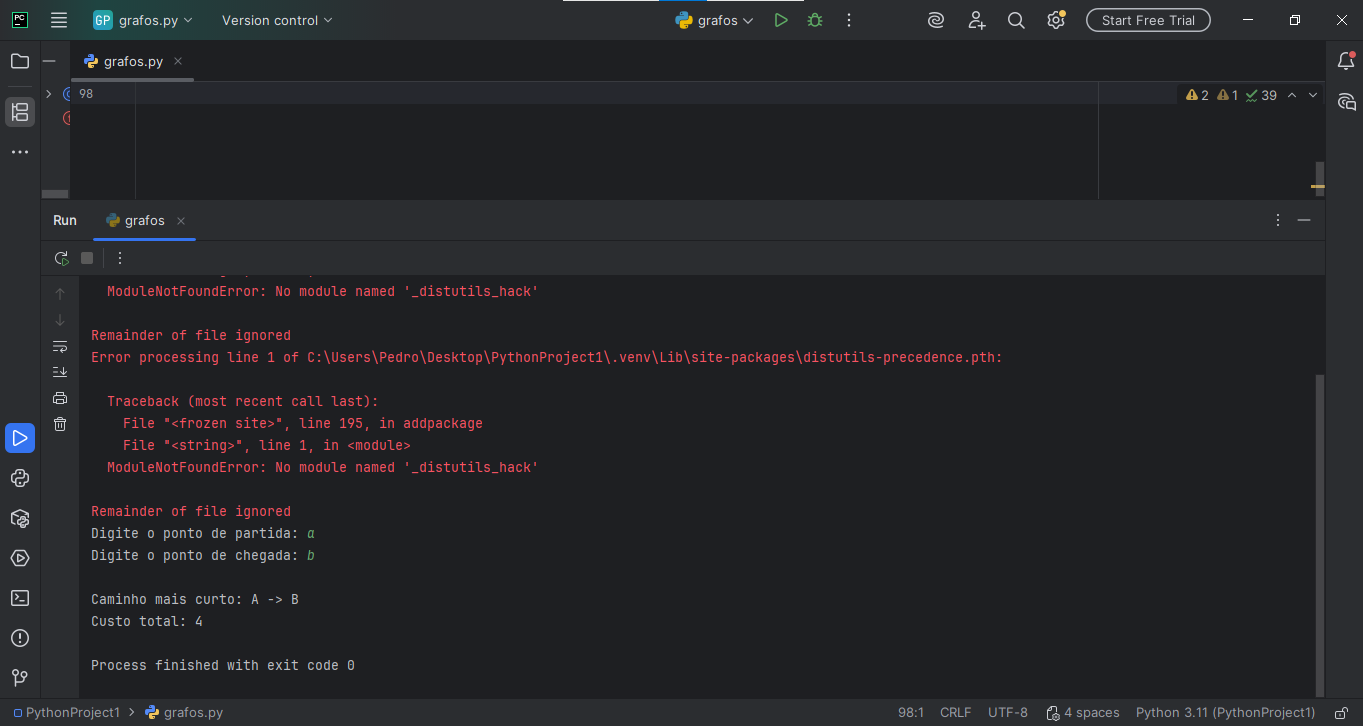 PC
GP grafos.py
Version control
grafos
Start Free Trial
grafos.py
98
2 1 39
Run
grafos
ModuleNotFoundError: No module named '_distutils_hack'
Remainder of file ignored
Error processing line 1 of C:\Users\Pedro\Desktop\PythonProject1\.venv\Lib\site-packages\distutils-precedence.pth:
Traceback (most recent call last):
File "<frozen site>", line 195, in addpackage
File "<string>", line 1, in <module>
ModuleNotFoundError: No module named '_distutils_hack'
Remainder of file ignored
Digite o ponto de partida: a
Digite o ponto de chegada: b
Caminho mais curto: A -> B
Custo total: 4
Process finished with exit code 0
PythonProject1 > grafos.py
98:1 CRLF UTF-8 4 spaces Python 3.11 (PythonProject1)